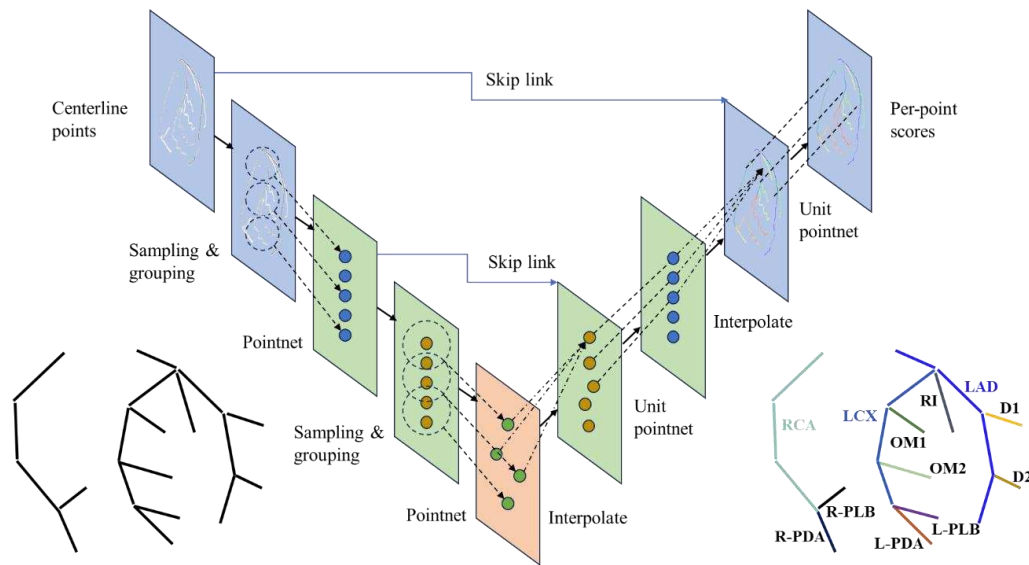 Skip link
Centerline
points
Per-point
scores
Unit
pointnet
Sampling &
grouping
Skip link
Pointnet
Interpolate
Unit
pointnet
Sampling &
grouping
Pointnet
Interpolate
LAD
RI
D1
LCX
RCA
OM1
OM2
D2
R-PLB
L-PLB
R-PDA
L-PDA